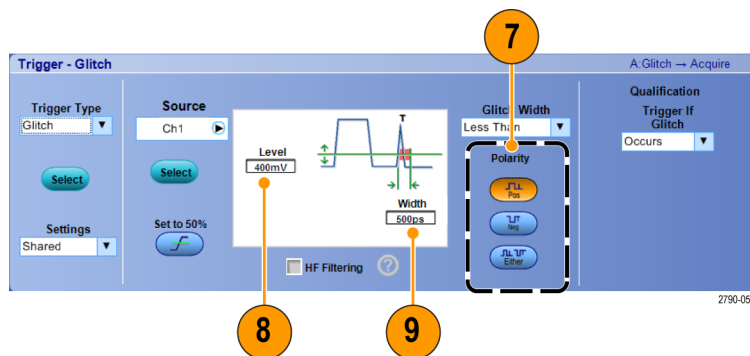 7
Trigger - Glitch
A:Glitch → Acquire
Trigger Type
Glitch
Select
Settings
Shared
Source
Ch1
Select
Set to 50%
Level
400mV
T
Width
500ps
HF Filtering
?
Glitch Width
Less Than
Polarity
Pos
Neg
Either
Qualification
Trigger If
Glitch
Occurs
2790-05
8
9